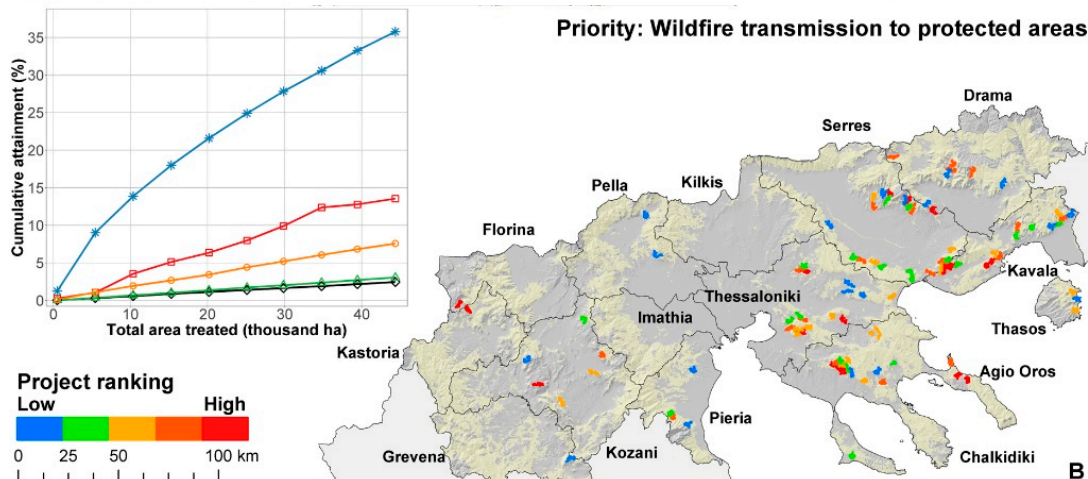 Priority: Wildfire transmission to protected areas
Cumulative attainment (%)
35
30
25
20
15
10
5
0
0 10 20 30 40
Total area treated (thousand ha)
Drama
Serres
Kilkis
Pella
Florina
Kavala
Thessaloniki
Imathia
Thasos
Kastoria
Agio Oros
Pieria
Kozani
Chalkidiki
Grevena
Project ranking
Low High
0 25 50 100 km
B